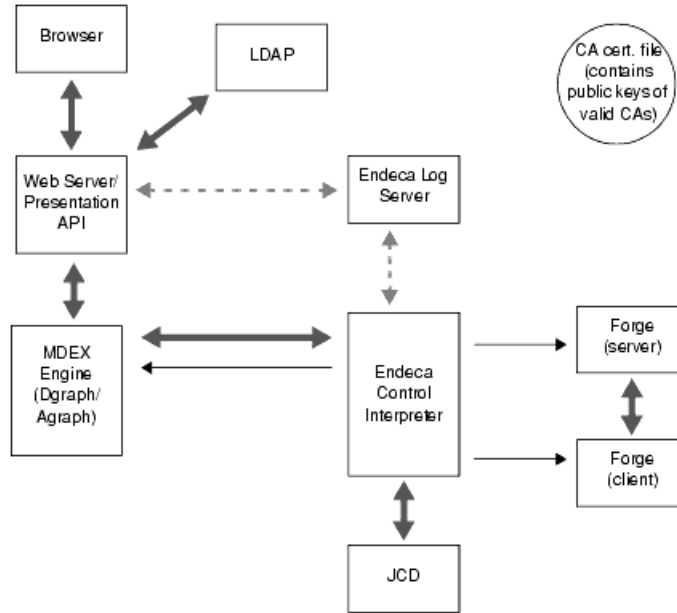 Browser
LDAP
CA cert. file
(contains
public keys of
valid CAs)
Web Server/
Presentation
API
Endeca Log
Server
MDEX
Engine
(Dgraph/
Agraph)
Endeca
Control
Interpreter
Forge
(server)
Forge
(client)
JCD